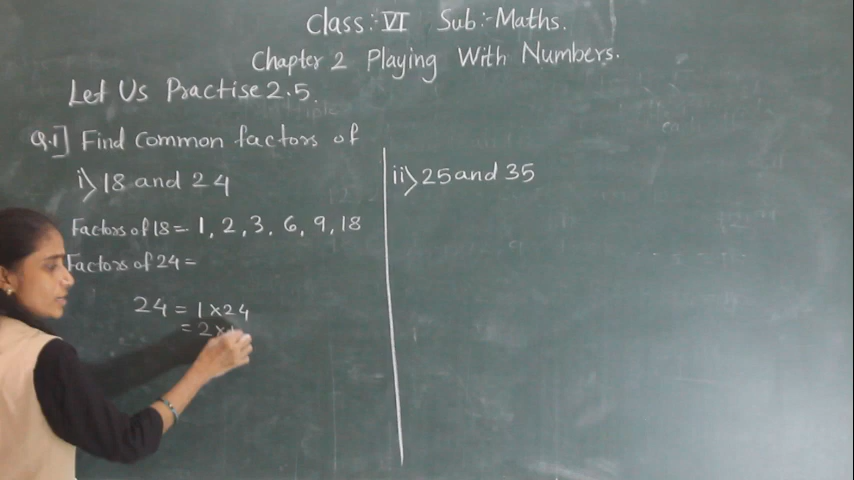 Class:- VI Sub:- Maths.
Chapter 2 Playing With Numbers.
Let Us Practise 2.5.
Q.1] Find Common factors of
i) 18 and 24
Factors of 18 = 1, 2, 3, 6, 9, 18
Factors of 24 =
24 = 1 × 24
= 2 ×
ii) 25 and 35